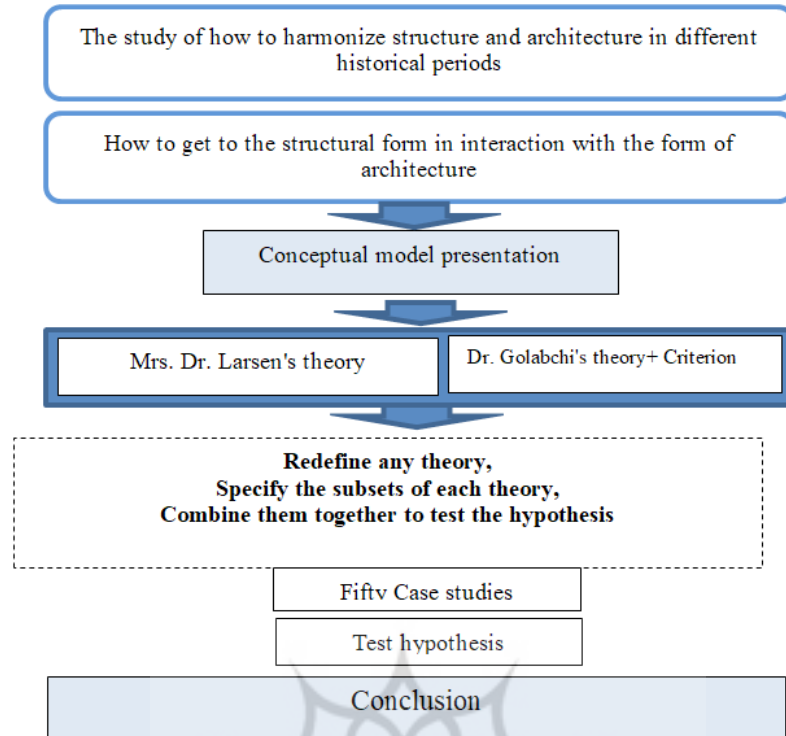 The study of how to harmonize structure and architecture in different
historical periods
How to get to the structural form in interaction with the form of
architecture
Conceptual model presentation
Mrs. Dr. Larsen's theory
Dr. Golabchi's theory+ Criterion
Redefine any theory,
Specify the subsets of each theory,
Combine them together to test the hypothesis
Fifty Case studies
Test hypothesis
Conclusion